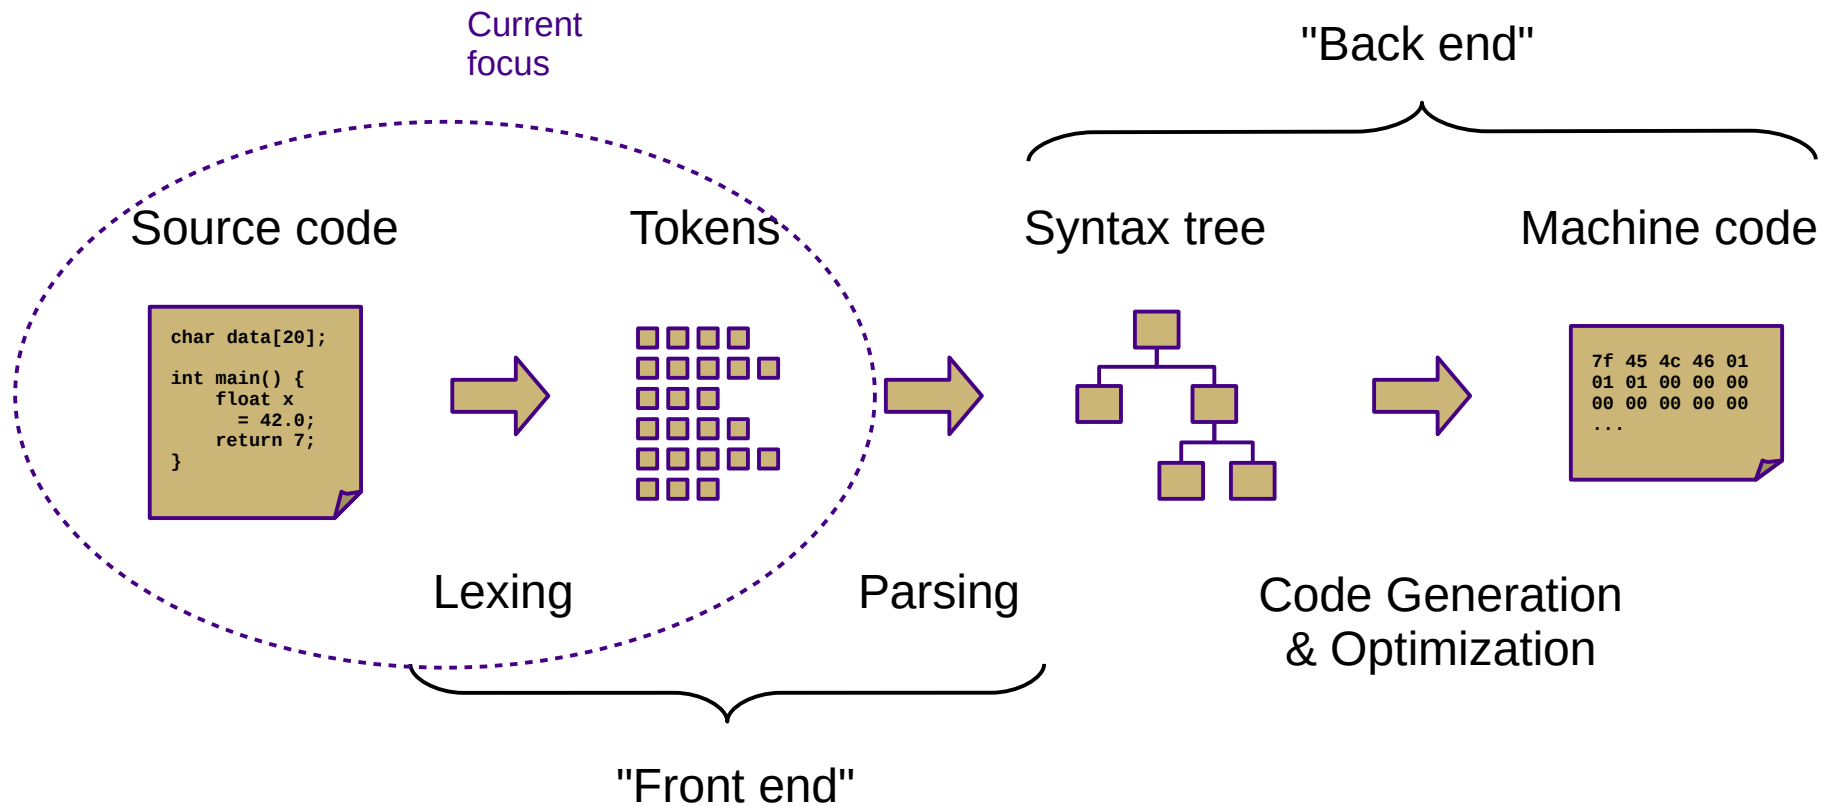 Current
focus
"Back end"
Source code
Tokens
Syntax tree
Machine code
char data[20];
int main() {
    float x
      = 42.0;
    return 7;
}
7f 45 4c 46 01
01 01 00 00 00
00 00 00 00 00
...
Lexing
Parsing
Code Generation
& Optimization
"Front end"